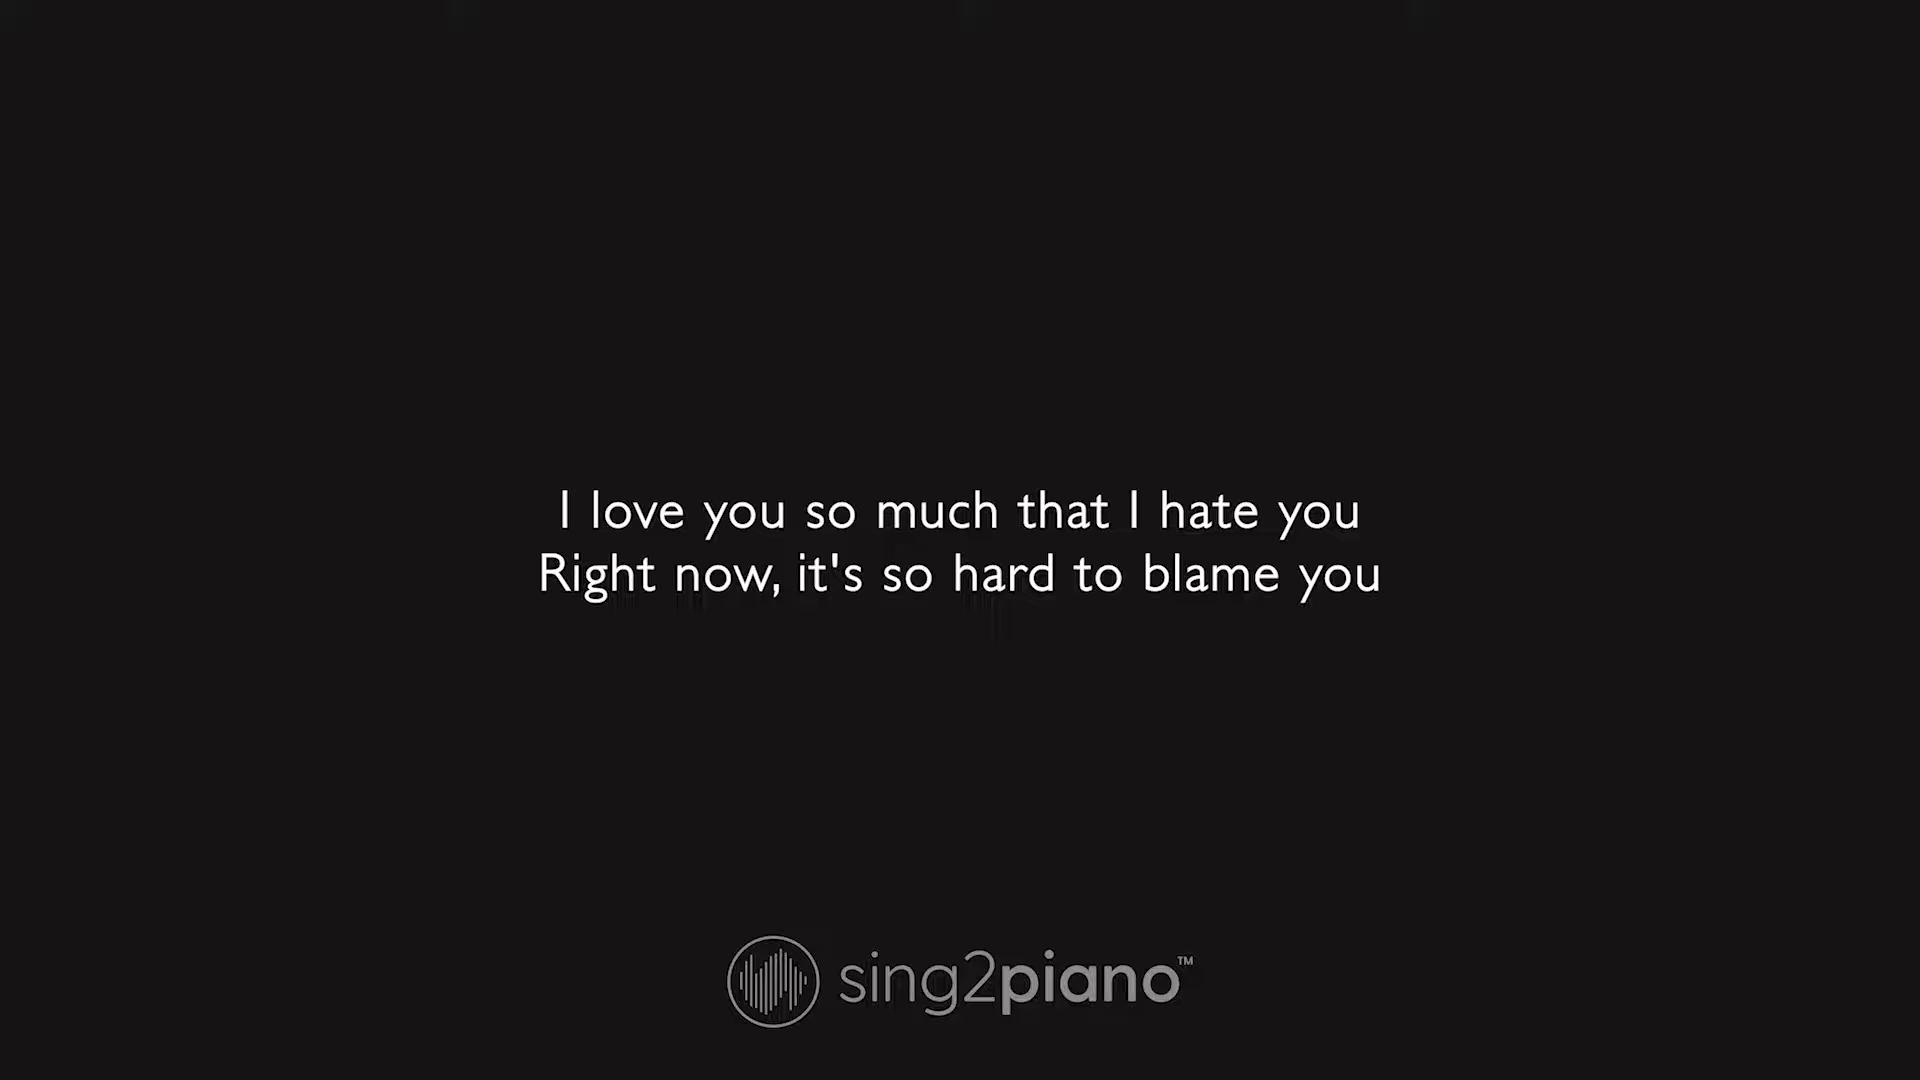 I love you so much that I hate you
Right now, it's so hard to blame you
sing2piano™